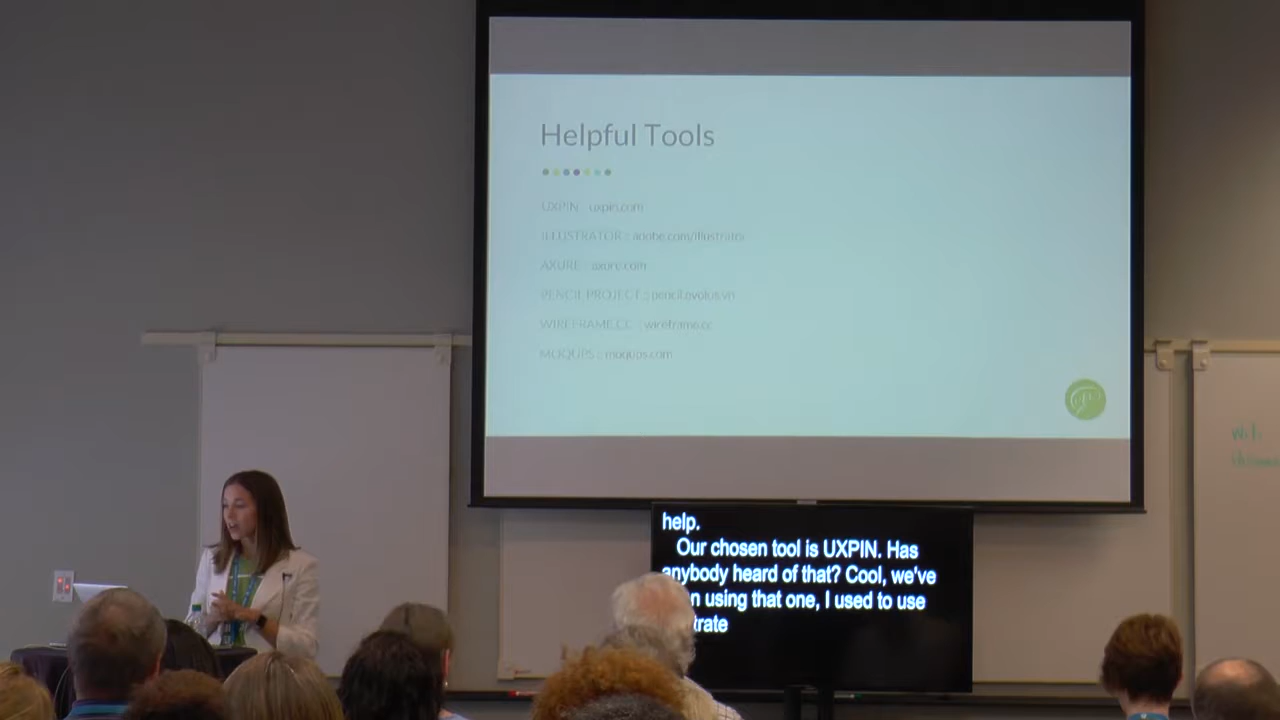 Helpful Tools
UXPIN : uxpin.com
ILLUSTRATOR : adobe.com/illustrator
AXURE : axure.com
PENCIL PROJECT : pencil.evolus.vn
WIREFRAME.CC : wireframe.cc
MOQUPS : moqups.com
help.
Our chosen tool is UXPIN. Has
anybody heard of that? Cool, we've
n using that one, I used to use
trate